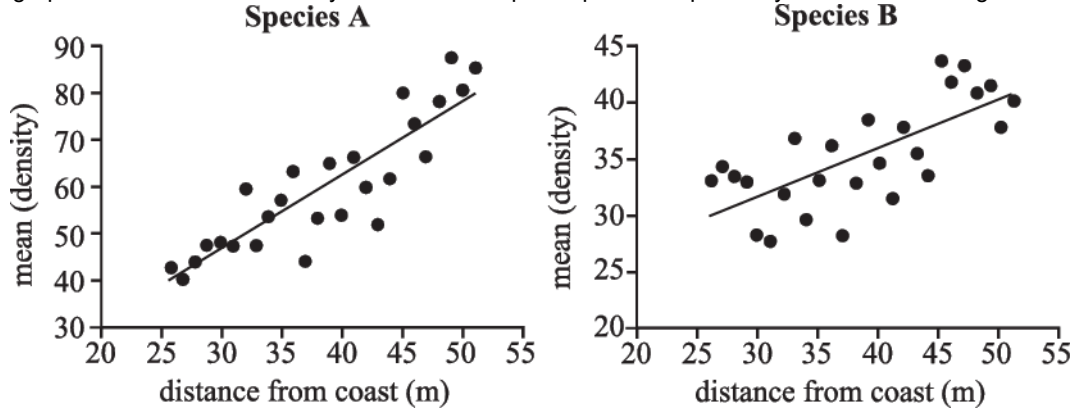 Species A
90
80
70
60
50
40
30
mean (density)
20 25 30 35 40 45 50 55
distance from coast (m)
Species B
45
40
35
30
25
20
mean (density)
20 25 30 35 40 45 50 55
distance from coast (m)